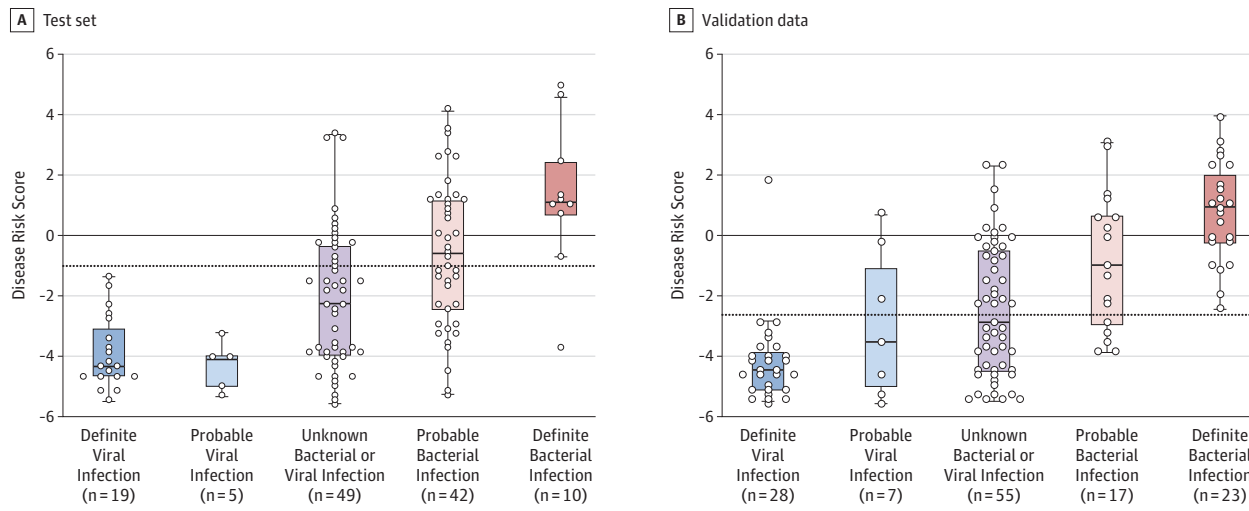 A Test set
6
4
2
0
-2
-4
-6
Disease Risk Score
Definite
Viral
Infection
(n=19)
Probable
Viral
Infection
(n=5)
Unknown
Bacterial or
Viral Infection
(n=49)
Probable
Bacterial
Infection
(n=42)
Definite
Bacterial
Infection
(n=10)
B Validation data
6
4
2
0
-2
-4
-6
Disease Risk Score
Definite
Viral
Infection
(n=28)
Probable
Viral
Infection
(n=7)
Unknown
Bacterial or
Viral Infection
(n=55)
Probable
Bacterial
Infection
(n=17)
Definite
Bacterial
Infection
(n=23)